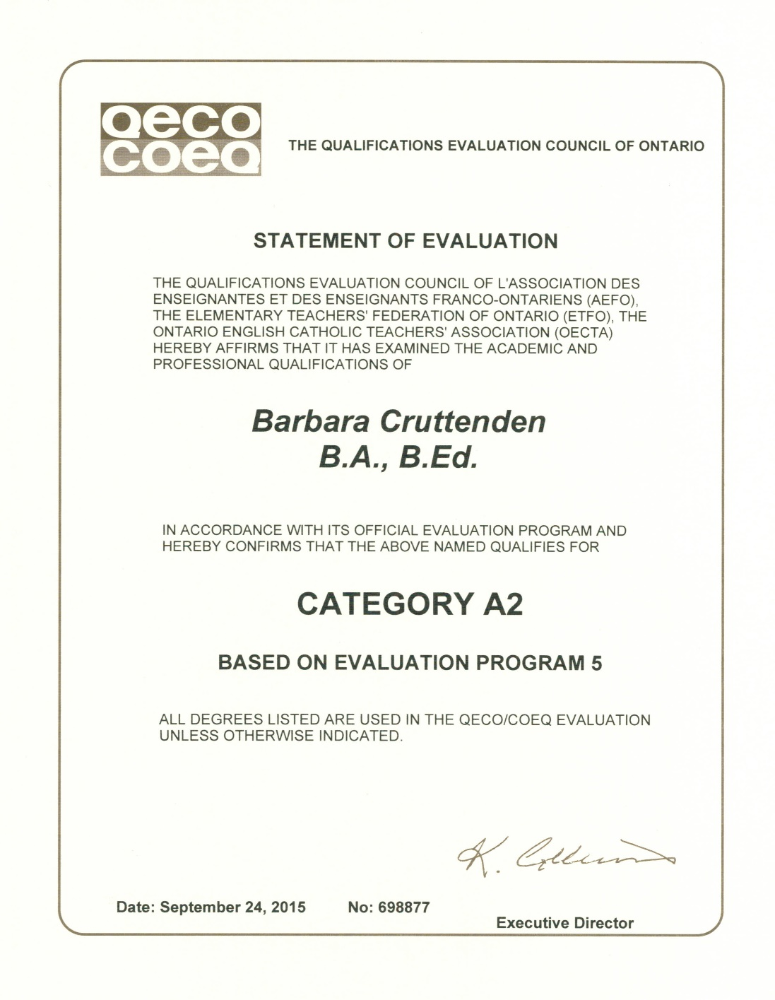 QeCO
COeQ
THE QUALIFICATIONS EVALUATION COUNCIL OF ONTARIO
STATEMENT OF EVALUATION
THE QUALIFICATIONS EVALUATION COUNCIL OF L'ASSOCIATION DES
ENSEIGNANTES ET DES ENSEIGNANTS FRANCO-ONTARIENS (AEFO),
THE ELEMENTARY TEACHERS' FEDERATION OF ONTARIO (ETFO), THE
ONTARIO ENGLISH CATHOLIC TEACHERS' ASSOCIATION (OECTA)
HEREBY AFFIRMS THAT IT HAS EXAMINED THE ACADEMIC AND
PROFESSIONAL QUALIFICATIONS OF
Barbara Cruttenden
B.A., B.Ed.
IN ACCORDANCE WITH ITS OFFICIAL EVALUATION PROGRAM AND
HEREBY CONFIRMS THAT THE ABOVE NAMED QUALIFIES FOR
CATEGORY A2
BASED ON EVALUATION PROGRAM 5
ALL DEGREES LISTED ARE USED IN THE QECO/COEQ EVALUATION
UNLESS OTHERWISE INDICATED.
K.
Date: September 24, 2015 No: 698877
Executive Director